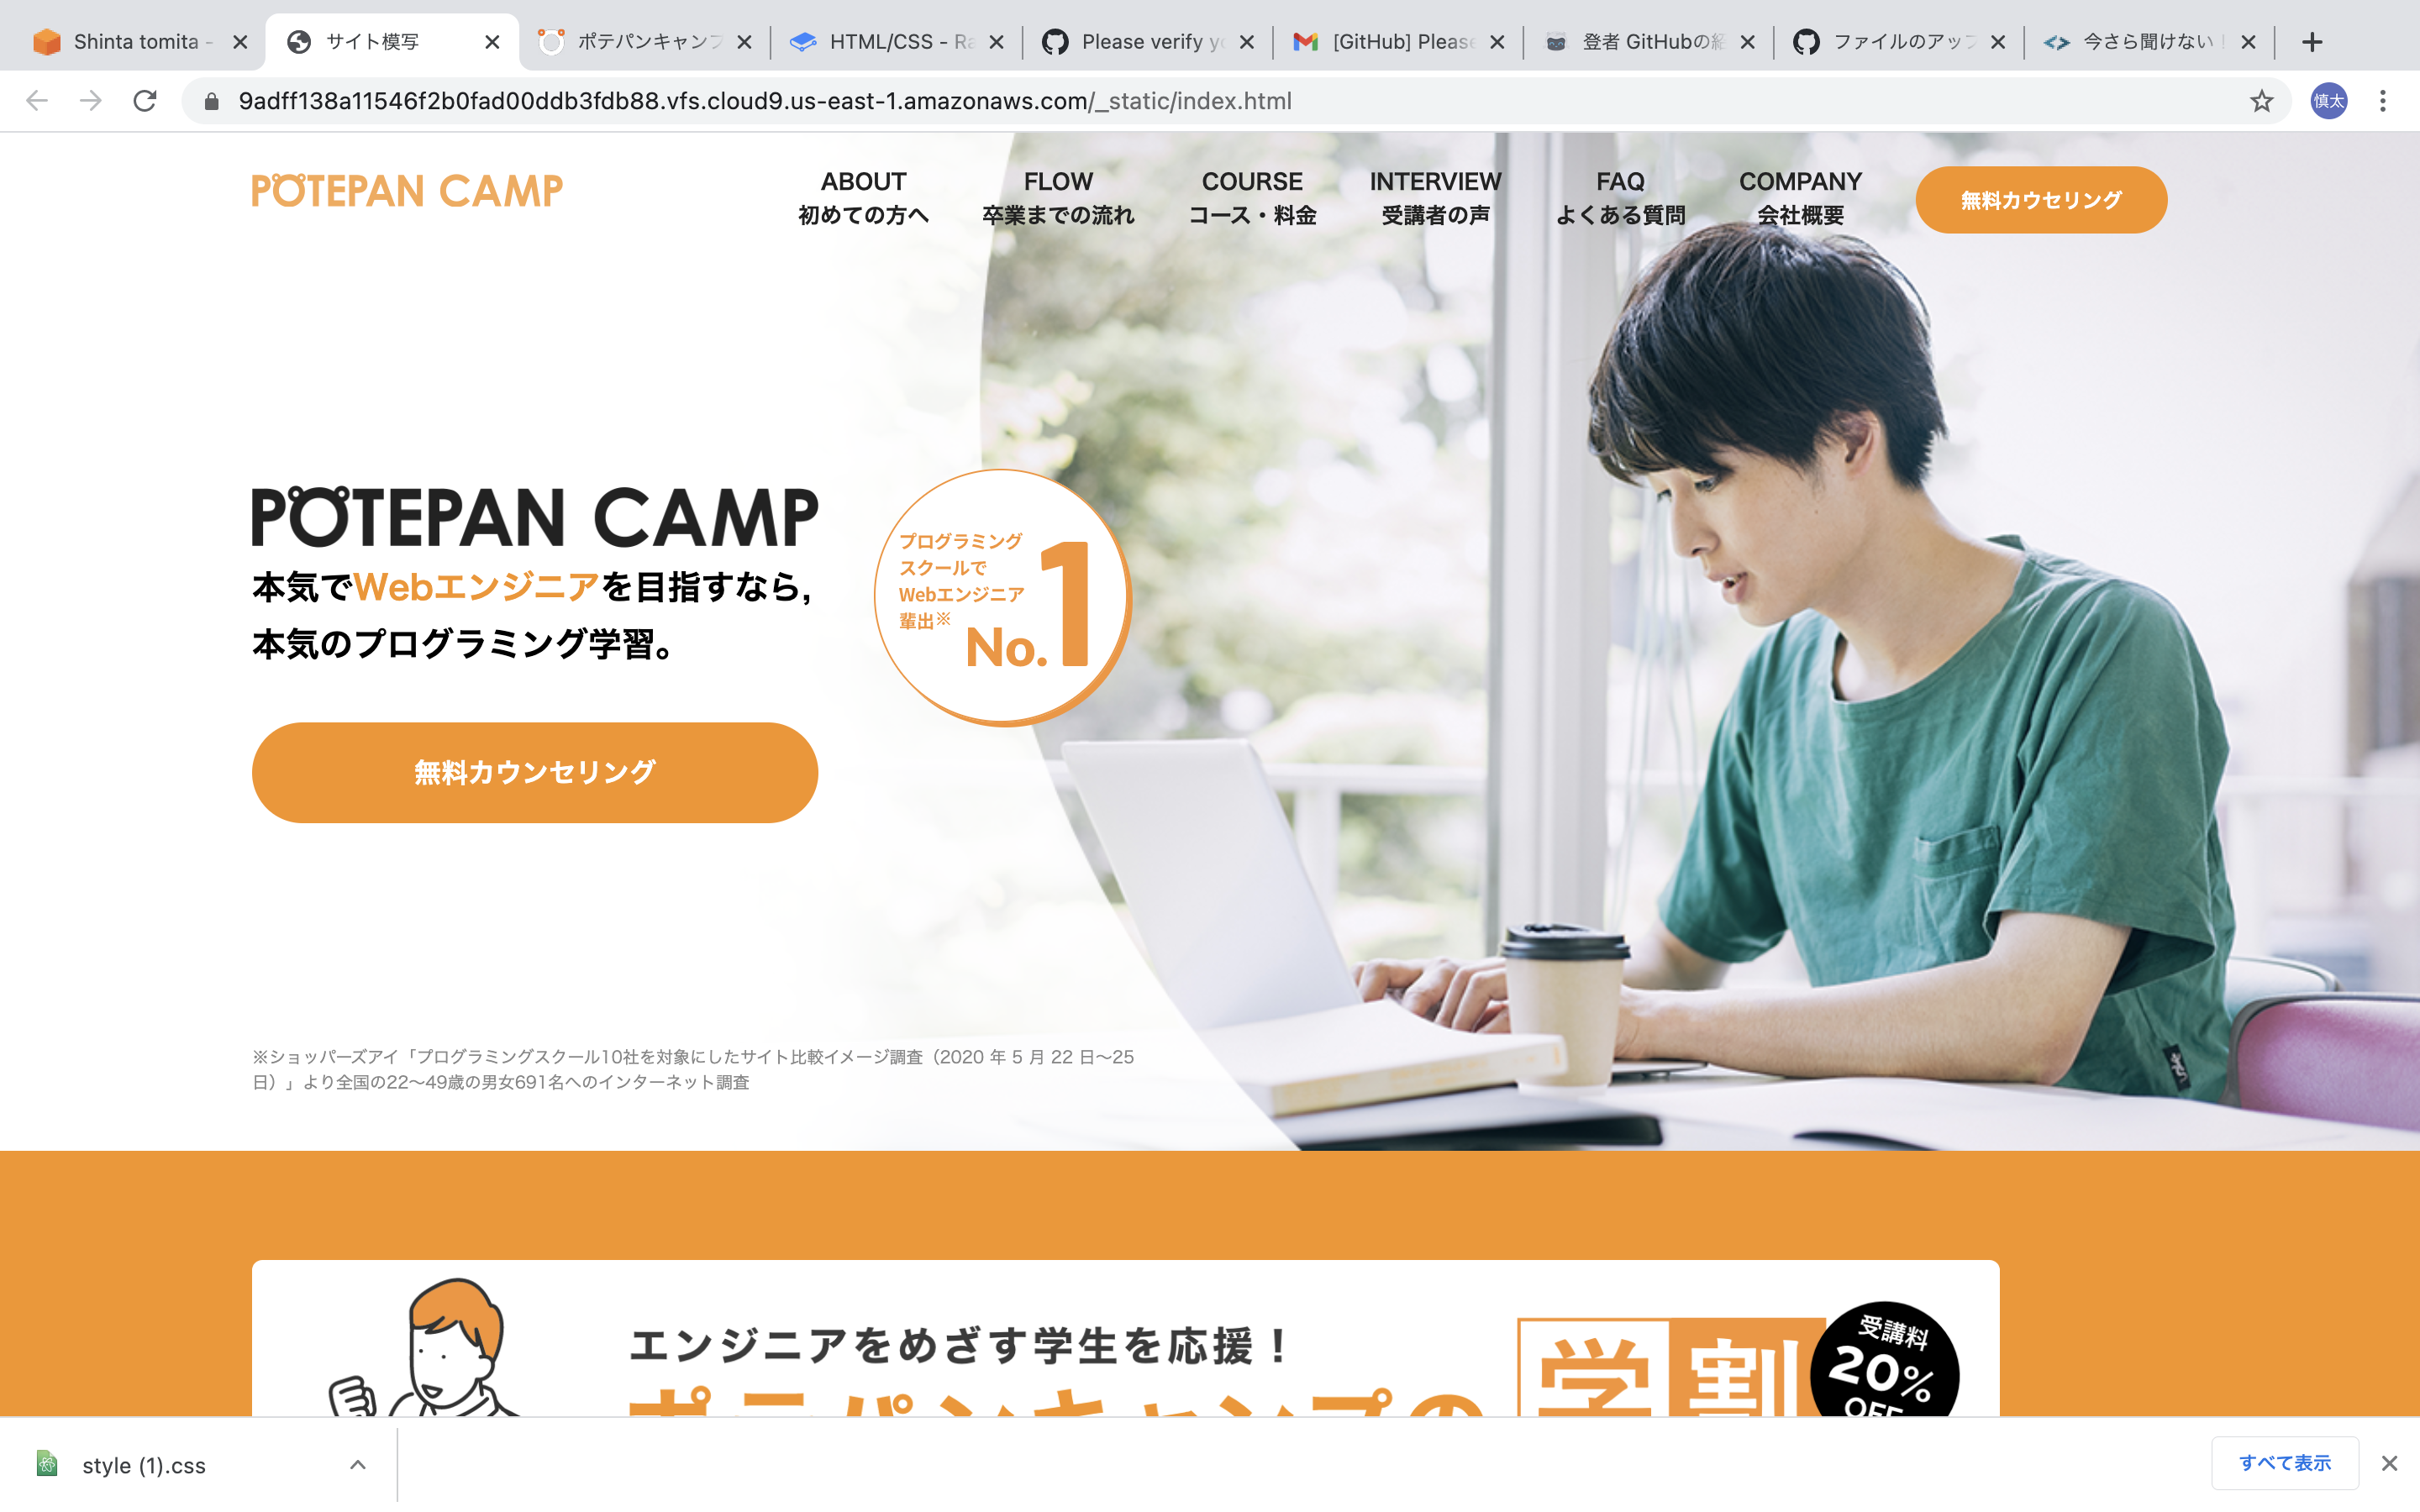 Shinta tomita -
サイト模写
ポテパンキャンプ
HTML/CSS - Ra
Please verify yo
[GitHub] Please
登者 GitHubの紹
ファイルのアップ
今さら聞けない!
9adff138a11546f2b0fad00ddb3fdb88.vfs.cloud9.us-east-1.amazonaws.com/_static/index.html
慎太
POTEPAN CAMP
ABOUT
初めての方へ
FLOW
卒業までの流れ
COURSE
コース・料金
INTERVIEW
受講者の声
FAQ
よくある質問
COMPANY
会社概要
無料カウセリング
POTEPAN CAMP
本気でWebエンジニアを目指すなら,
本気のプログラミング学習。
プログラミング
スクールで
Webエンジニア
輩出※
No.1
無料カウンセリング
※ショッパーズアイ「プログラミングスクール10社を対象にしたサイト比較イメージ調査（2020 年 5 月 22 日〜25
日）」より全国の22〜49歳の男女691名へのインターネット調査
エンジニアをめざす学生を応援！
ポテパンキャンプの
学割
受講料
20%
OFF
style (1).css
すべて表示